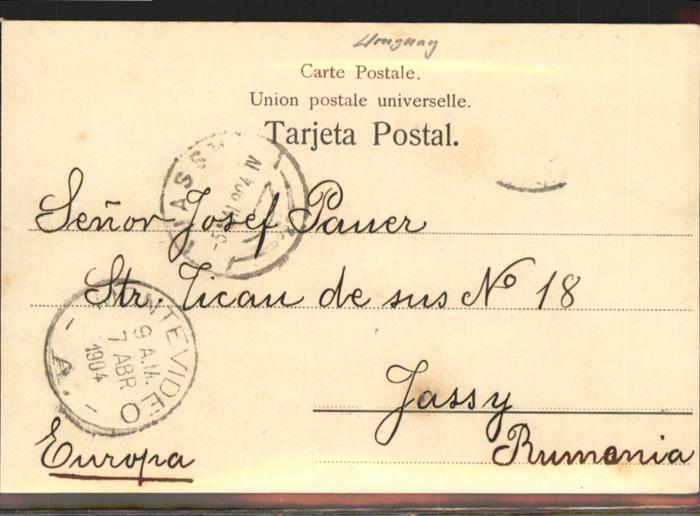 Uruguay
Carte Postale.
Union postale universelle.
Tarjeta Postal.
Señor Josef Pauer
Str. Ticau de sus No 18
Jassy
Europa
Rumania
MONTEVIDEO
9 A.M.
7 ABR
1904
A.